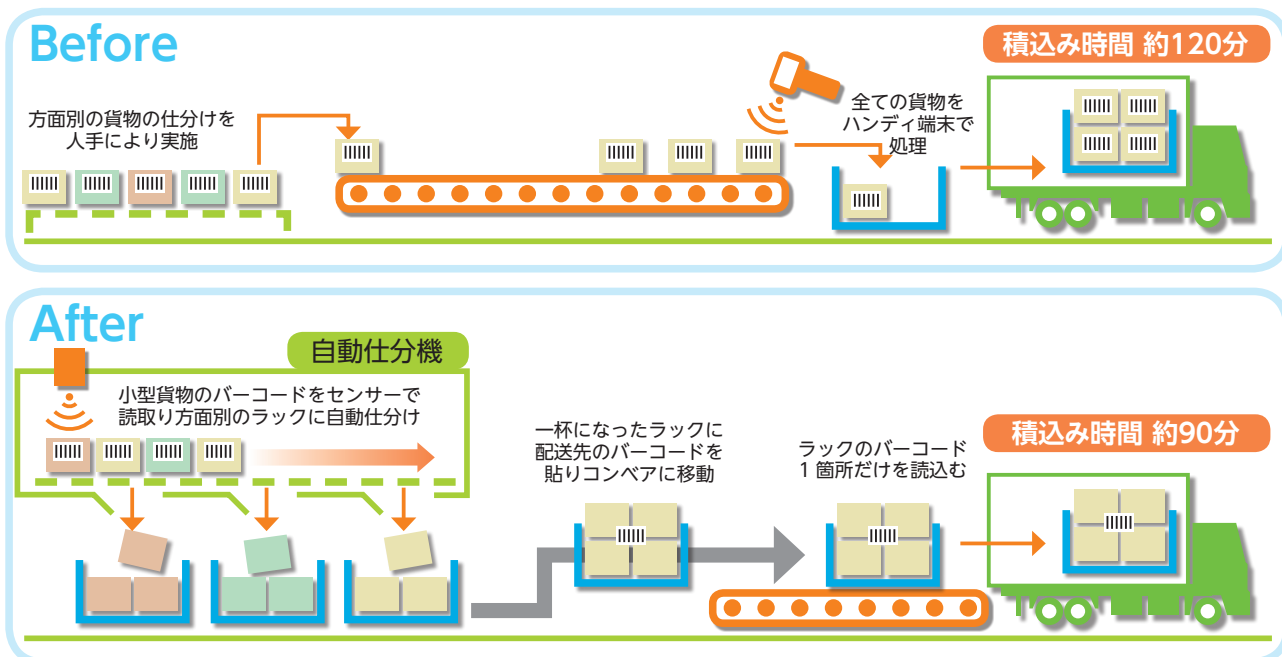 Before
積込み時間 約120分
方面別の貨物の仕分けを
人手により実施
全ての貨物を
ハンディ端末で
処理
After
自動仕分機
小型貨物のバーコードをセンサーで
読取り方面別のラックに自動仕分け
一杯になったラックに
配送先のバーコードを
貼りコンベアに移動
ラックのバーコード
1箇所だけを読込む
積込み時間 約90分